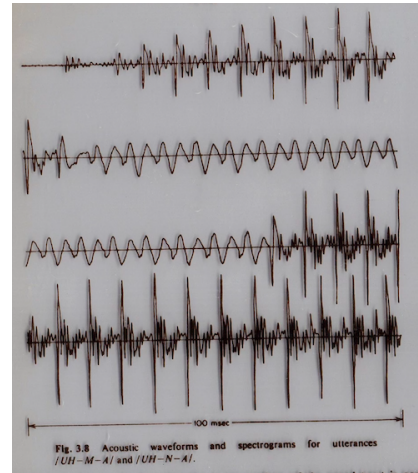 100 msec
Fig. 3.8 Acoustic waveforms and spectrograms for utterances
/UH-M-A/ and /UH-N-A/.